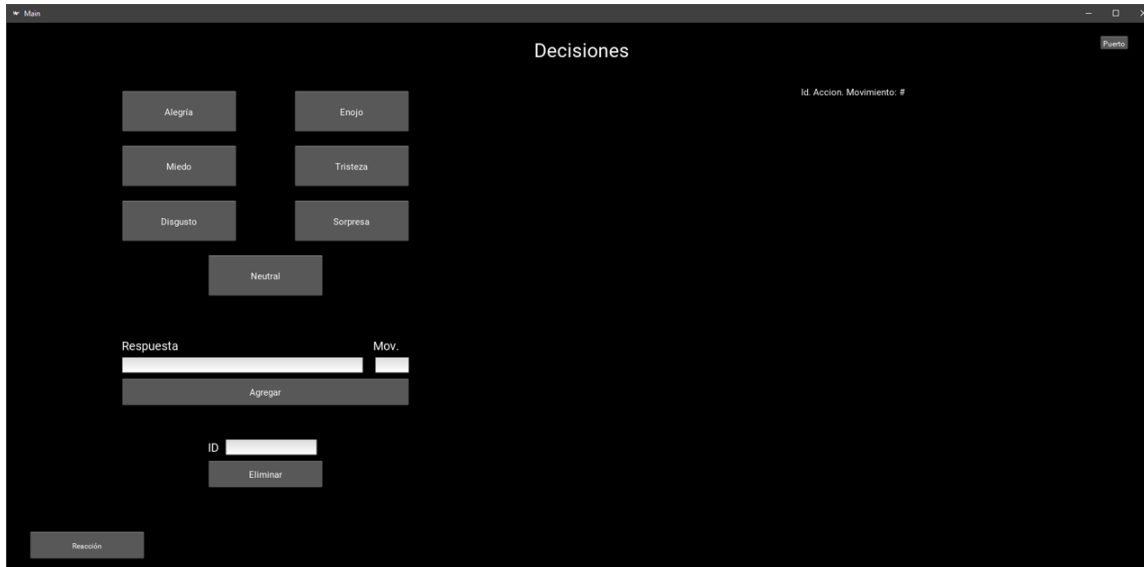 Main
Decisiones
Puerto
Id. Accion. Movimiento: #
Alegría
Enojo
Miedo
Tristeza
Disgusto
Sorpresa
Neutral
Respuesta
Mov.
Agregar
ID
Eliminar
Reacción